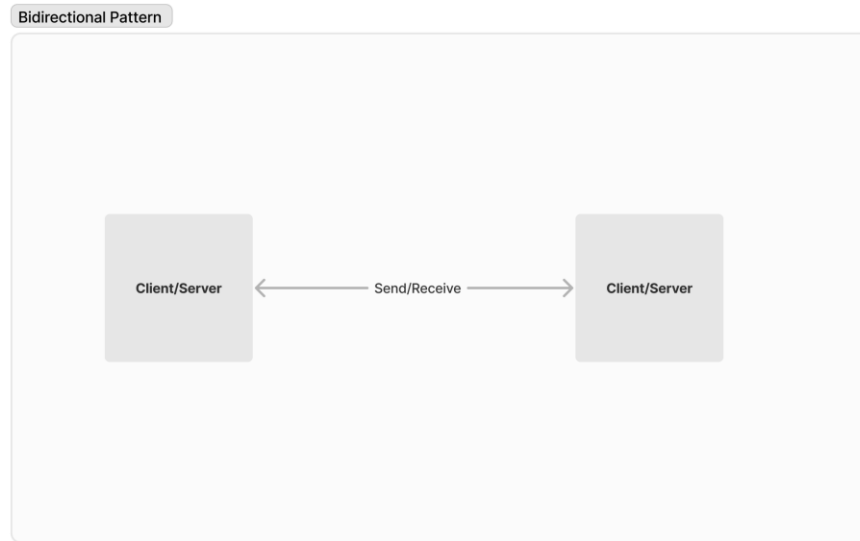 Bidirectional Pattern
Client/Server
Send/Receive
Client/Server